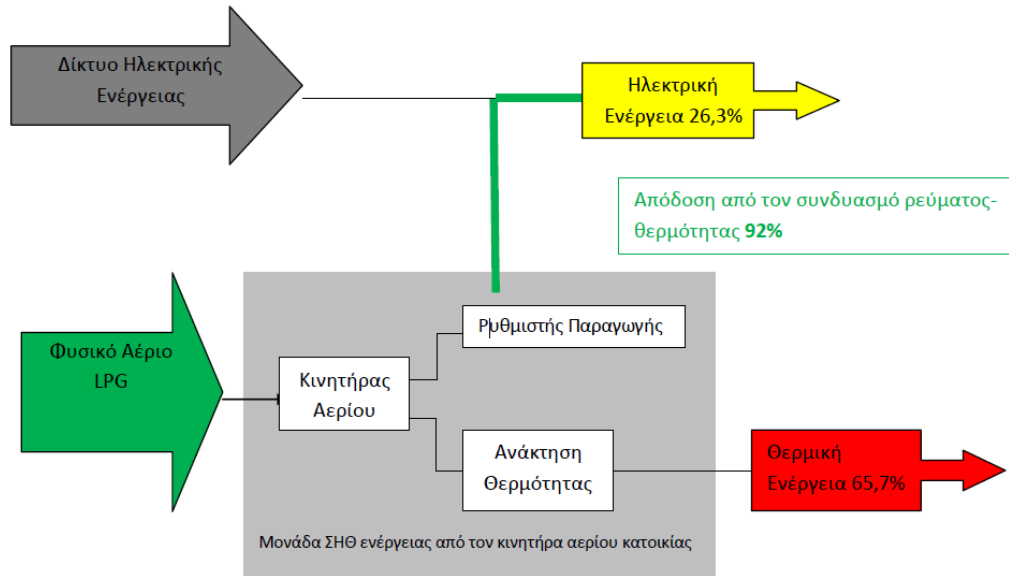 Δίκτυο Ηλεκτρικής
Ενέργειας
Ηλεκτρική
Ενέργεια 26,3%
Απόδοση από τον συνδυασμό ρεύματος-
θερμότητας 92%
Φυσικό Αέριο
LPG
Ρυθμιστής Παραγωγής
Κινητήρας
Αερίου
Ανάκτηση
Θερμότητας
Θερμική
Ενέργεια 65,7%
Μονάδα ΣΗΘ ενέργειας από τον κινητήρα αερίου κατοικίας